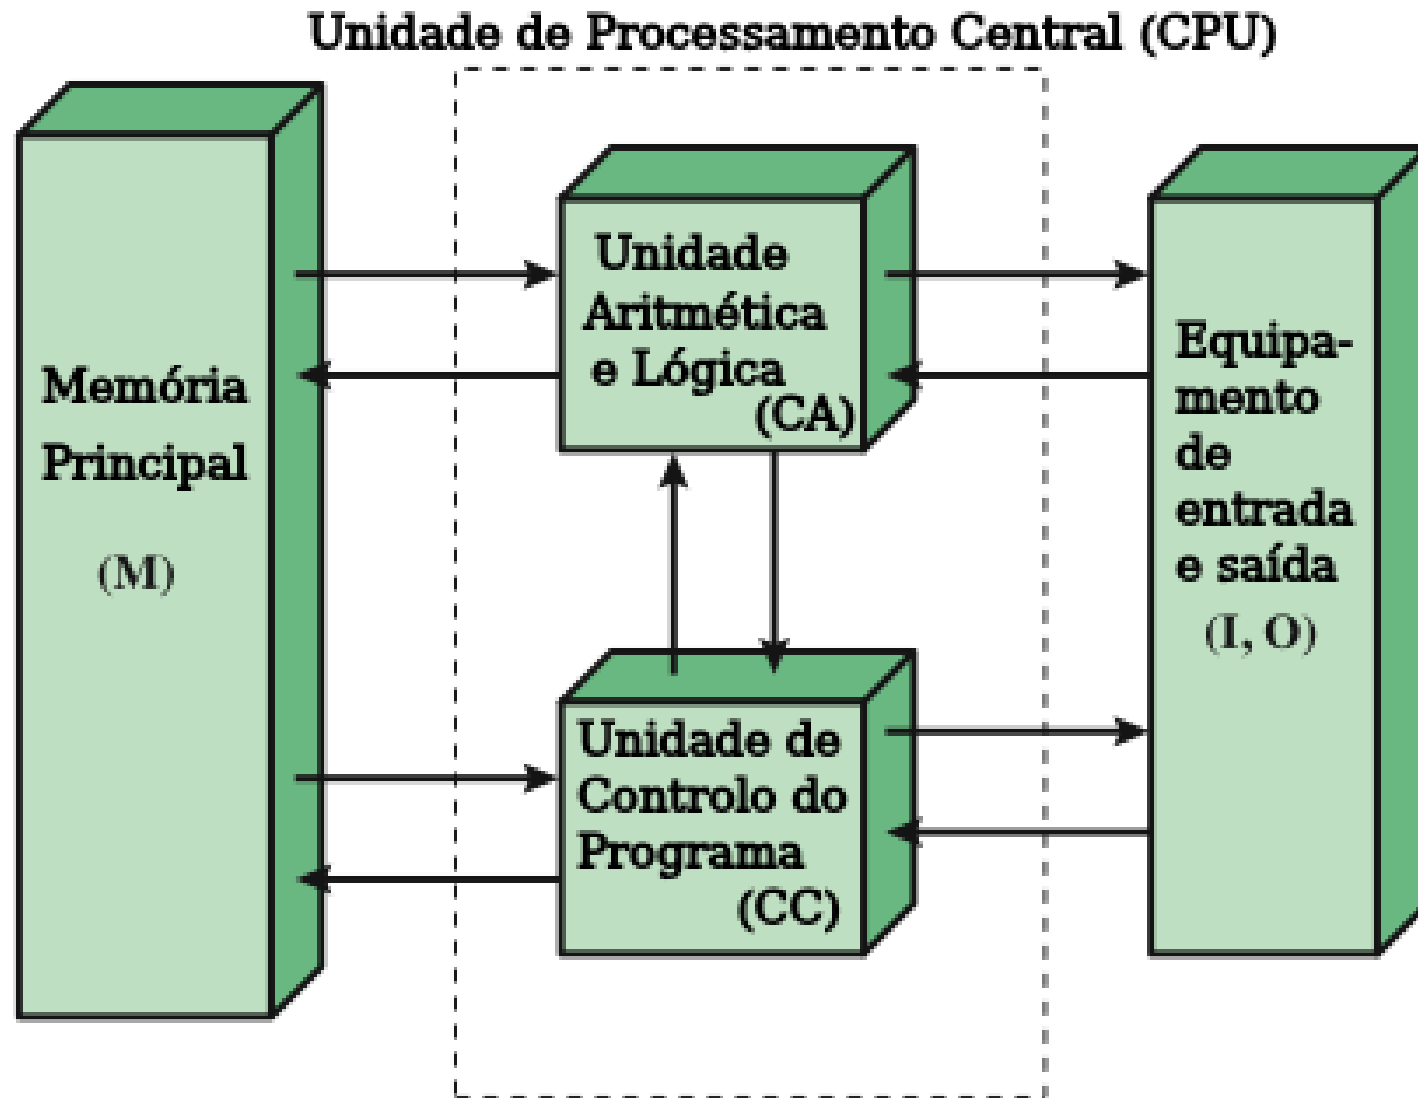 Unidade de Processamento Central (CPU)
Memória
Principal
(M)
Unidade
Aritmética
e Lógica
(CA)
Unidade de
Controlo do
Programa
(CC)
Equipa-
mento
de
entrada
e saída
(I, O)